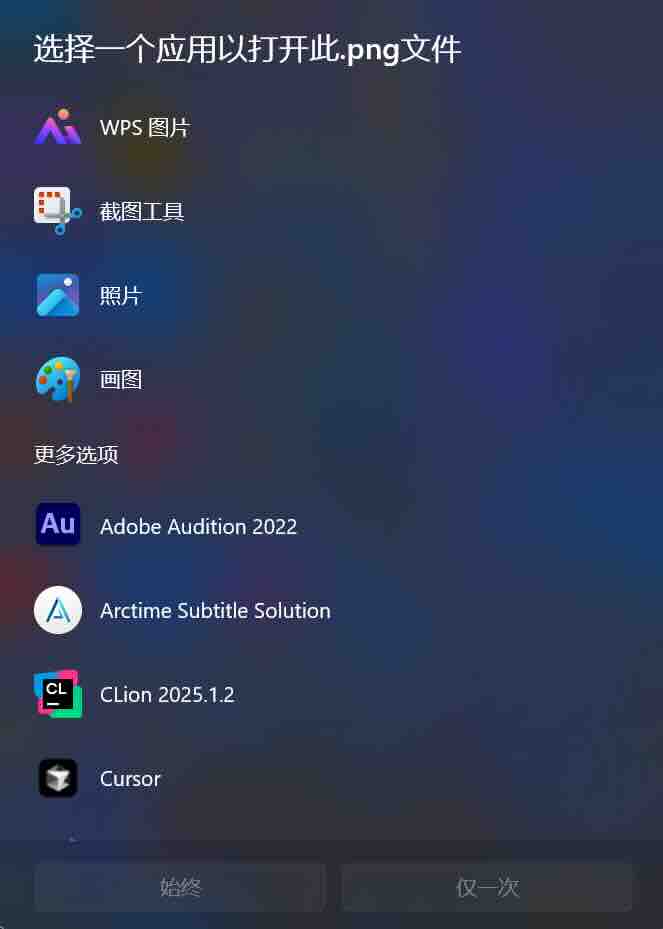 选择一个应用以打开此.png文件
WPS 图片
截图工具
照片
画图
更多选项
Au
Adobe Audition 2022
Arctime Subtitle Solution
CL
CLion 2025.1.2
Cursor
始终 仅一次